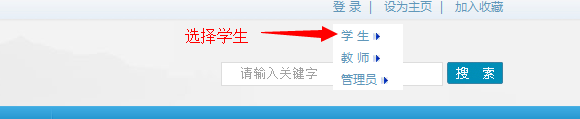 登 录 | 设为主页 | 加入收藏
选择学生
学 生
教 师
请输入关键字
搜 索
管理员